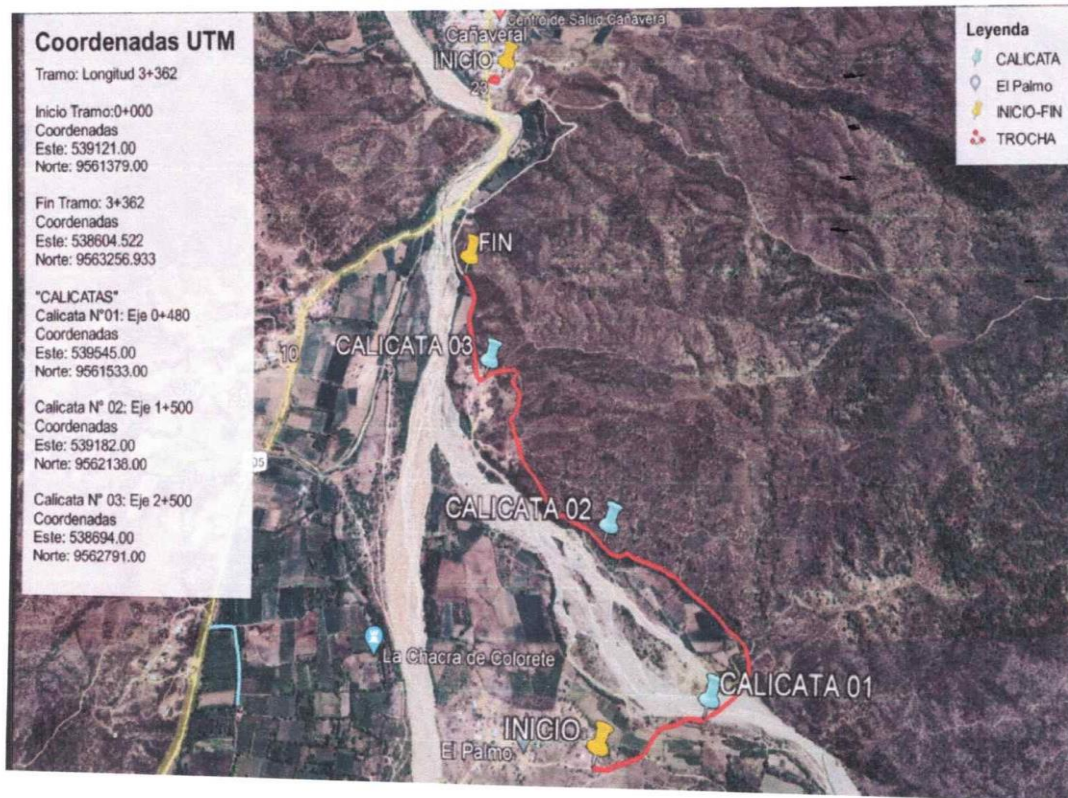 Coordenadas UTM
Tramo: Longitud 3+362
Inicio Tramo:0+000
Coordenadas
Este: 539121.00
Norte: 9561379.00
Fin Tramo: 3+362
Coordenadas
Este: 538604.522
Norte: 9563256.933
"CALICATAS"
Calicata N°01: Eje 0+480
Coordenadas
Este: 539545.00
Norte: 9561533.00
Calicata N° 02: Eje 1+500
Coordenadas
Este: 539182.00
Norte: 9562138.00
Calicata N° 03: Eje 2+500
Coordenadas
Este: 538694.00
Norte: 9562791.00
Centro de Salud Cañavera
Cañaveral
INICIO
23
FIN
CALICATA 03
10
05
CALICATA 02
La Chacra de Colorete
CALICATA 01
INICIO
El Palmo
Leyenda
CALICATA
El Palmo
INICIO-FIN
TROCHA